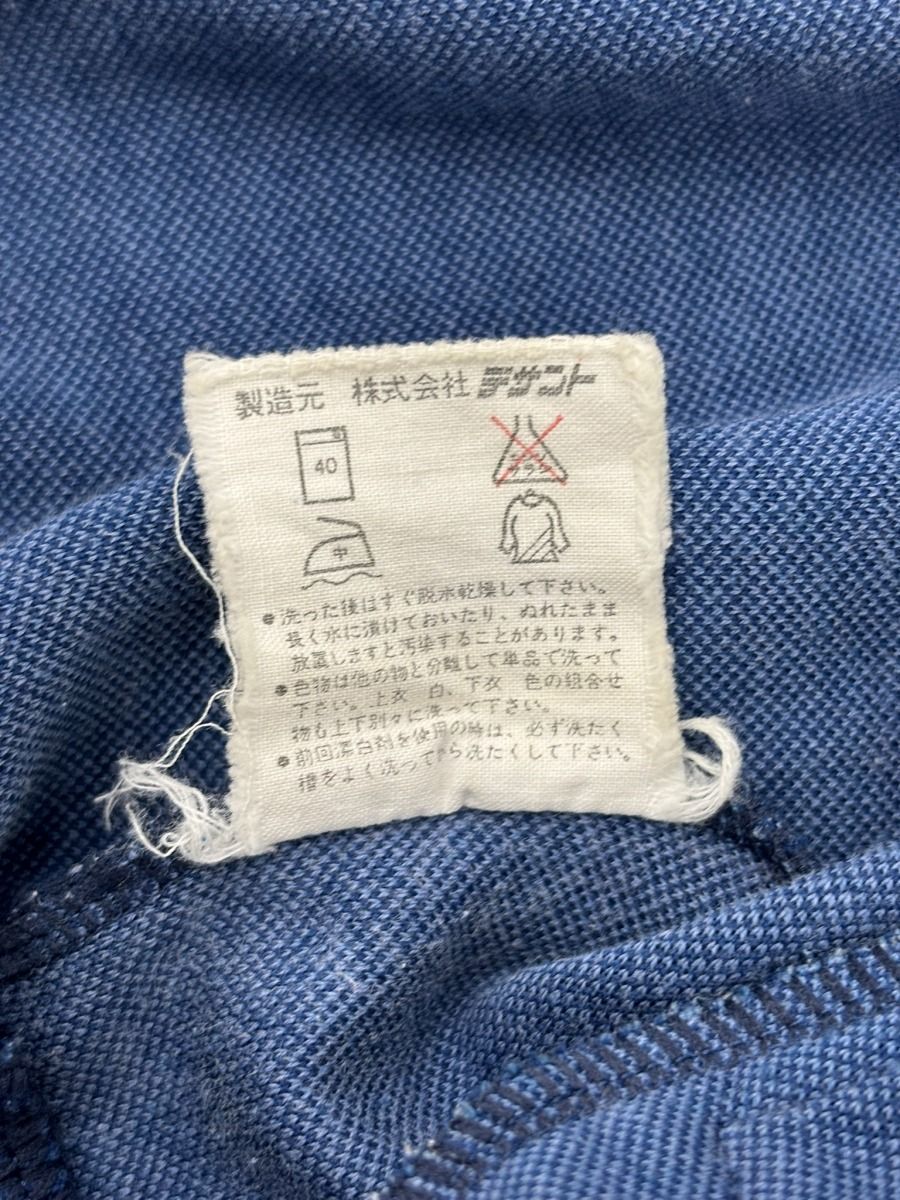 製造元 株式会社 デサント
40
エンソ
中
●洗った後はすぐ脱水乾燥して下さい。
長く水に漬けておいたり、ぬれたまま
放置しますと汚染することがあります。
●色物は他の物と分離して単品で洗って
下さい。上衣 白、下衣 色の組合せ
物も上下別々に洗って下さい。
●前回漂白剤を使用の時は、必ず洗たく
槽をよく洗ってから洗たくして下さい。